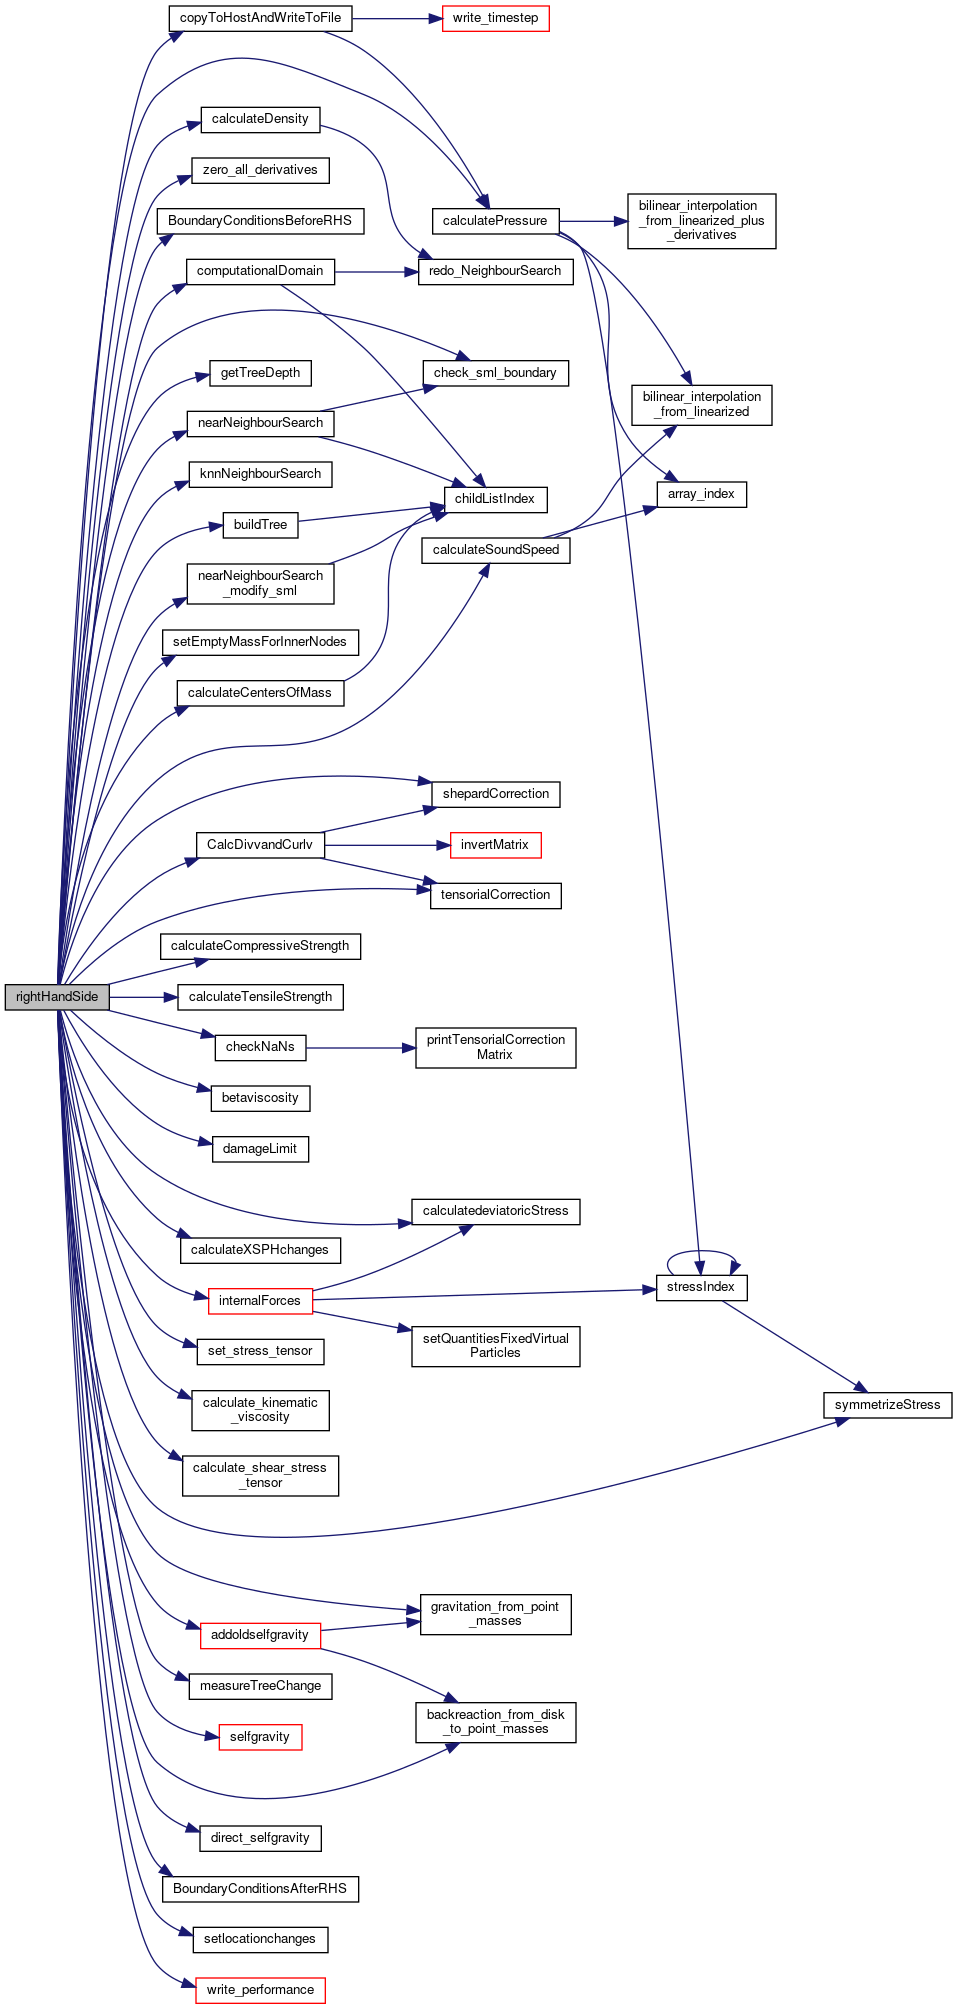 copyToHostAndWriteToFile
write_timestep
calculateDensity
zero_all_derivatives
BoundaryConditionsBeforeRHS
calculatePressure
bilinear_interpolation
_from_linearized_plus
_derivatives
computationalDomain
redo_NeighbourSearch
getTreeDepth
check_sml_boundary
bilinear_interpolation
_from_linearized
nearNeighbourSearch
knnNeighbourSearch
childListIndex
array_index
buildTree
calculateSoundSpeed
nearNeighbourSearch
_modify_sml
setEmptyMassForInnerNodes
calculateCentersOfMass
shepardCorrection
CalcDivvandCurlv
invertMatrix
tensorialCorrection
calculateCompressiveStrength
rightHandSide
calculateTensileStrength
checkNaNs
printTensorialCorrection
Matrix
betaviscosity
damageLimit
calculatedeviatoricStress
calculateXSPHchanges
internalForces
stressIndex
set_stress_tensor
setQuantitiesFixedVirtual
Particles
calculate_kinematic
_viscosity
symmetrizeStress
calculate_shear_stress
_tensor
gravitation_from_point
_masses
addoldselfgravity
measureTreeChange
backreaction_from_disk
_to_point_masses
selfgravity
direct_selfgravity
BoundaryConditionsAfterRHS
setlocationchanges
write_performance